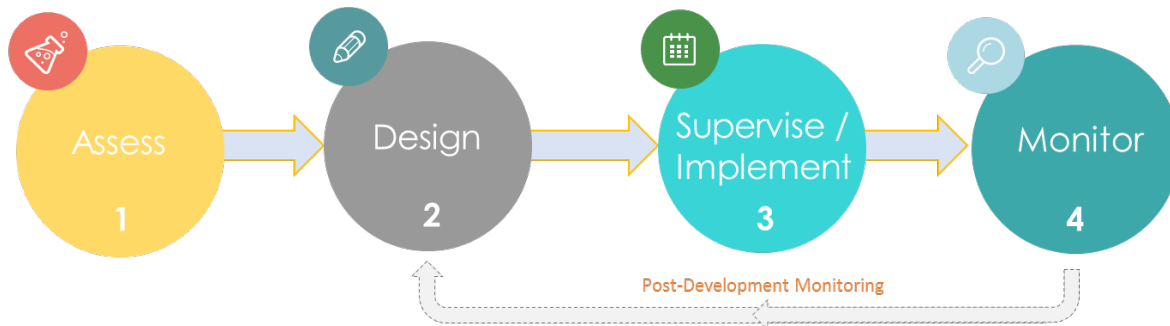 Assess
1
Design
2
Supervise /
Implement
3
Monitor
4
Post-Development Monitoring